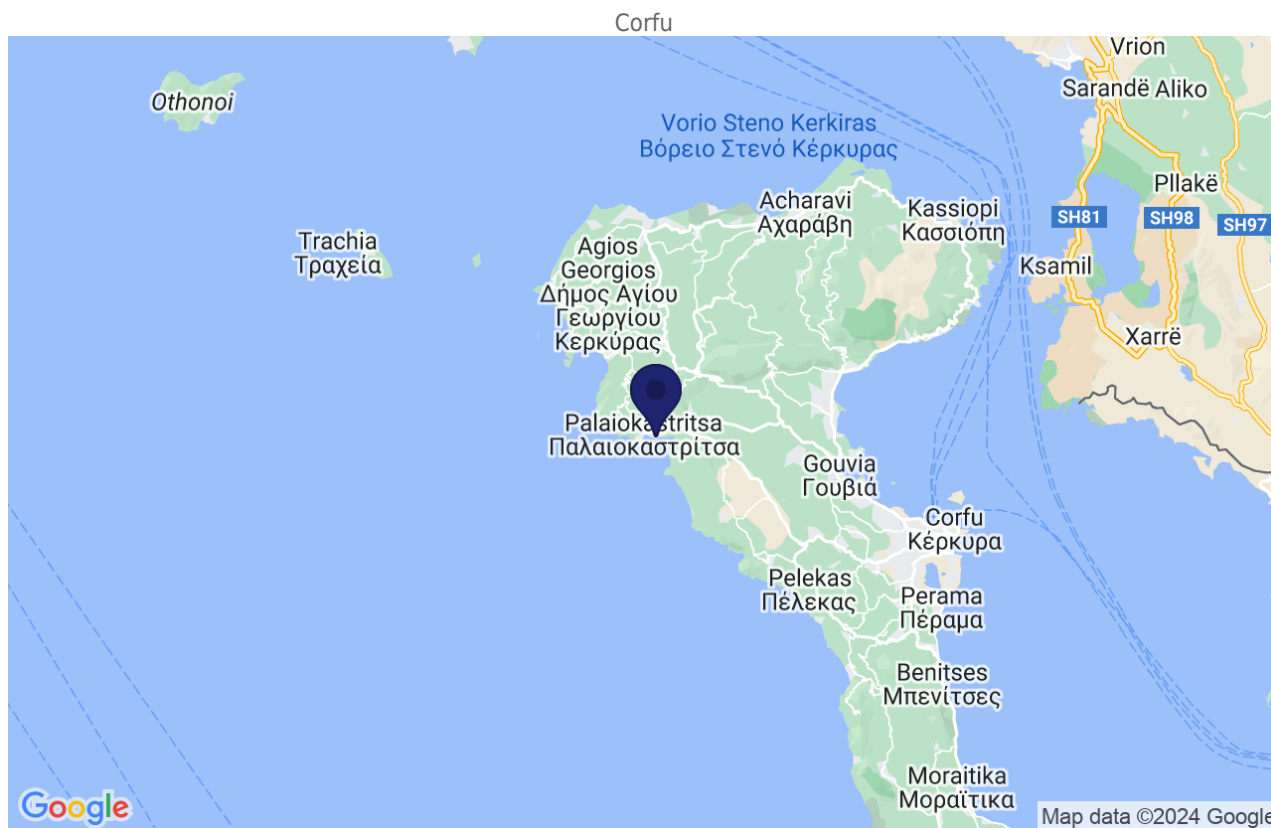 Corfu
Vrion
Sarandë Aliko
Othonoi
Vorio Steno Kerkiras
Βόρειο Στενό Κέρκυρας
Pllakë
Acharavi
Αχαράβη
Kassiopi
Κασσιόπη
SH81
SH98
SH97
Trachia
Τραχεία
Agios
Georgios
Δήμος Αγίου
Γεωργίου
Κερκύρας
Ksamil
Xarrë
Palaiokastritsa
Παλαιοκαστρίτσα
Gouvia
Γουβιά
Corfu
Κέρκυρα
Pelekas
Πέλεκας
Perama
Πέραμα
Benitses
Μπενίτσες
Moraitika
Μοραΐτικα
Google
Map data ©2024 Google